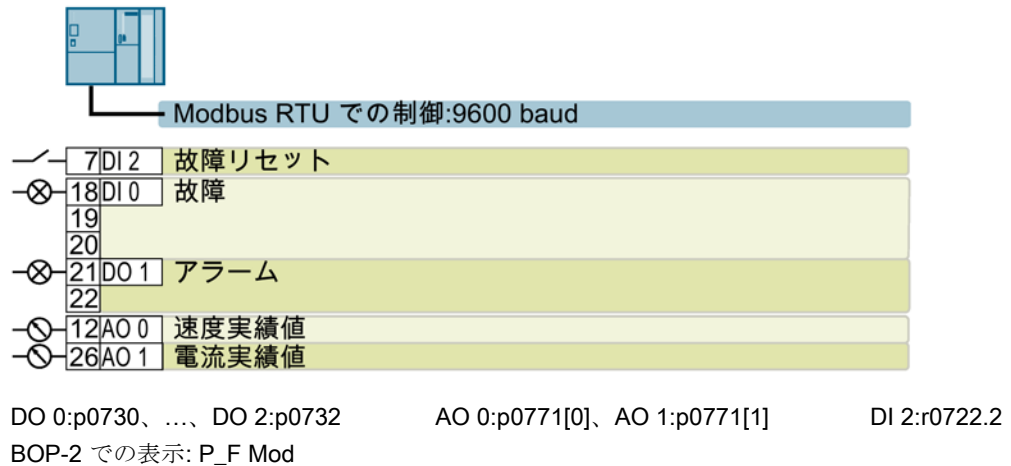 Modbus RTU での制御:9600 baud
7 DI 2 故障リセット
18 DI 0 故障
19
20
21 DO 1 アラーム
22
12 AO 0 速度実績値
26 AO 1 電流実績値
DO 0:p0730、…、DO 2:p0732 AO 0:p0771[0]、AO 1:p0771[1] DI 2:r0722.2
BOP-2 での表示: P_F Mod